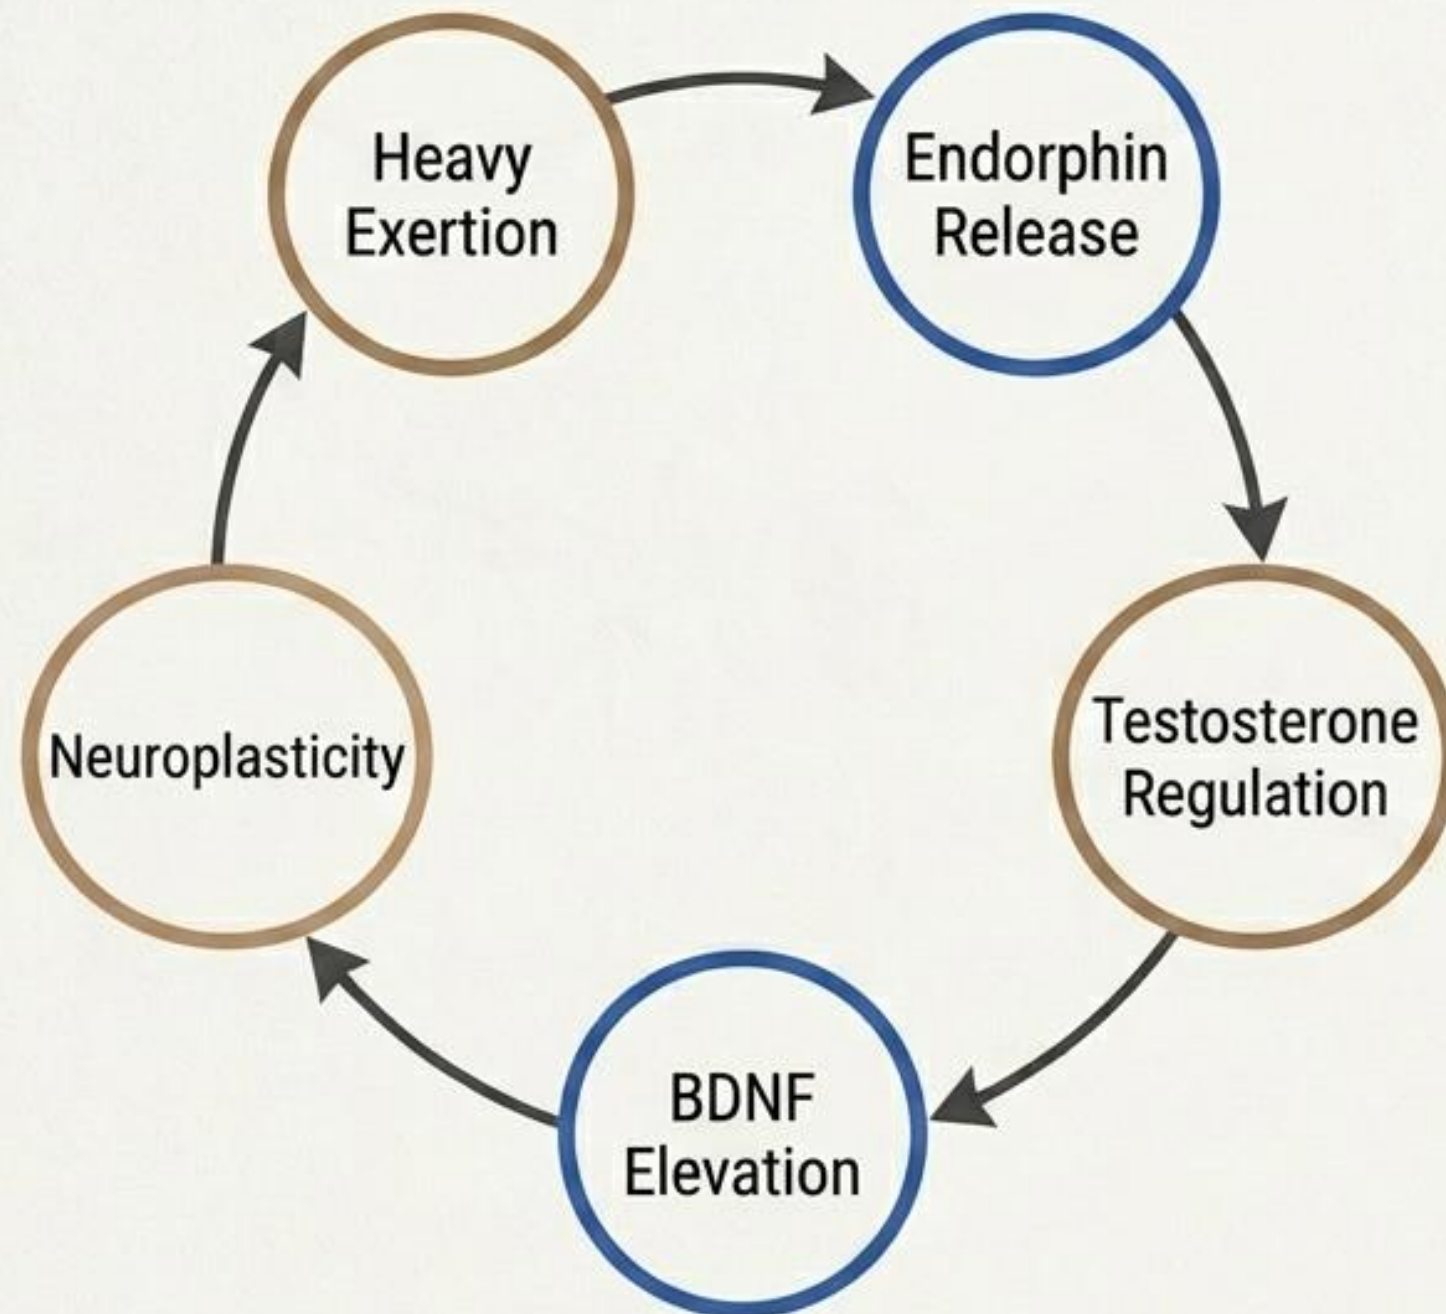 Heavy
Exertion
Endorphin
Release
Testosterone
Regulation
BDNF
Elevation
Neuroplasticity